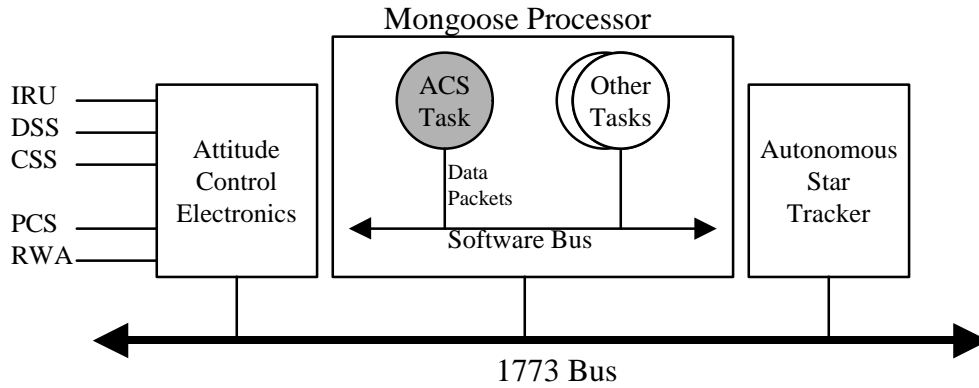 Mongoose Processor
IRU
DSS
CSS
PCS
RWA
Attitude
Control
Electronics
ACS
Task
Other
Tasks
Data
Packets
Software Bus
Autonomous
Star
Tracker
1773 Bus